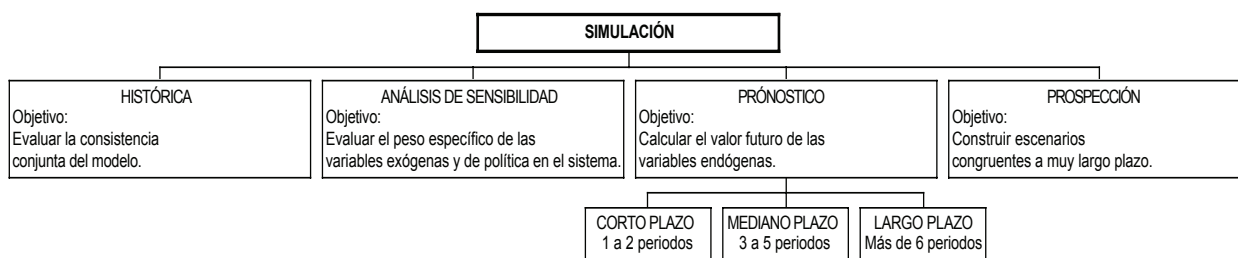 SIMULACIÓN
HISTÓRICA
Objetivo:
Evaluar la consistencia
conjunta del modelo.
ANÁLISIS DE SENSIBILIDAD
Objetivo:
Evaluar el peso específico de las
variables exógenas y de política en el sistema.
PRÓNOSTICO
Objetivo:
Calcular el valor futuro de las
variables endógenas.
PROSPECCIÓN
Objetivo:
Construir escenarios
congruentes a muy largo plazo.
CORTO PLAZO
1 a 2 periodos
MEDIANO PLAZO
3 a 5 periodos
LARGO PLAZO
Más de 6 periodos